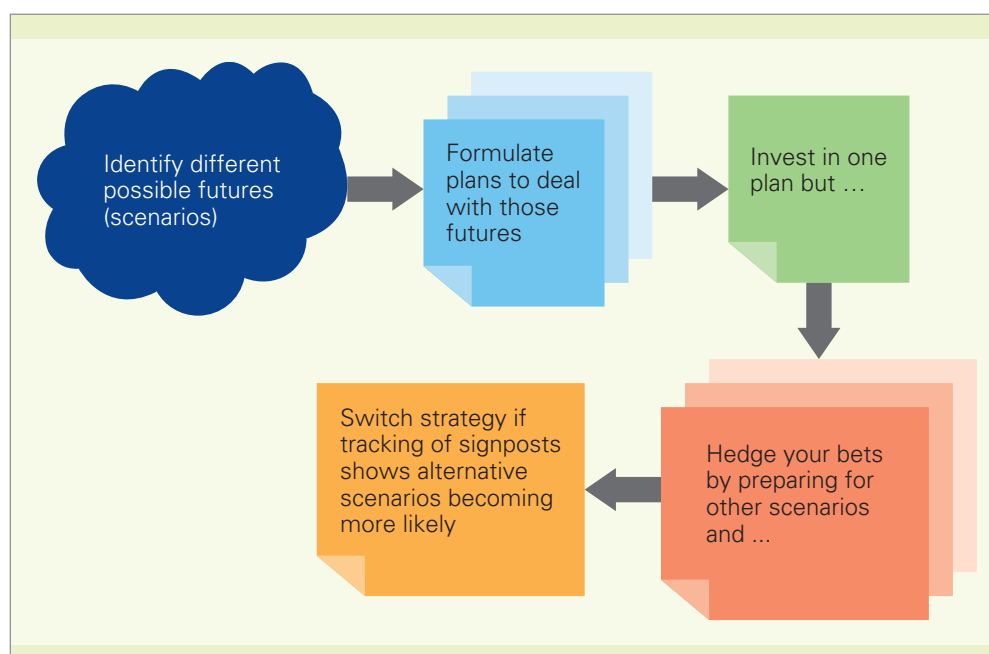 Identify different
possible futures
(scenarios)
Formulate
plans to deal
with those
futures
Invest in one
plan but ...
Hedge your bets
by preparing for
other scenarios
and ...
Switch strategy if
tracking of signposts
shows alternative
scenarios becoming
more likely